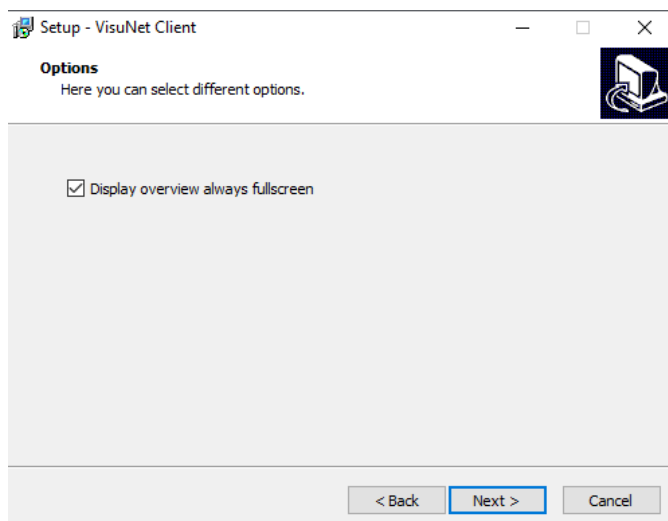 Setup - VisuNet Client
Options
Here you can select different options.
Display overview always fullscreen
< Back
Next >
Cancel